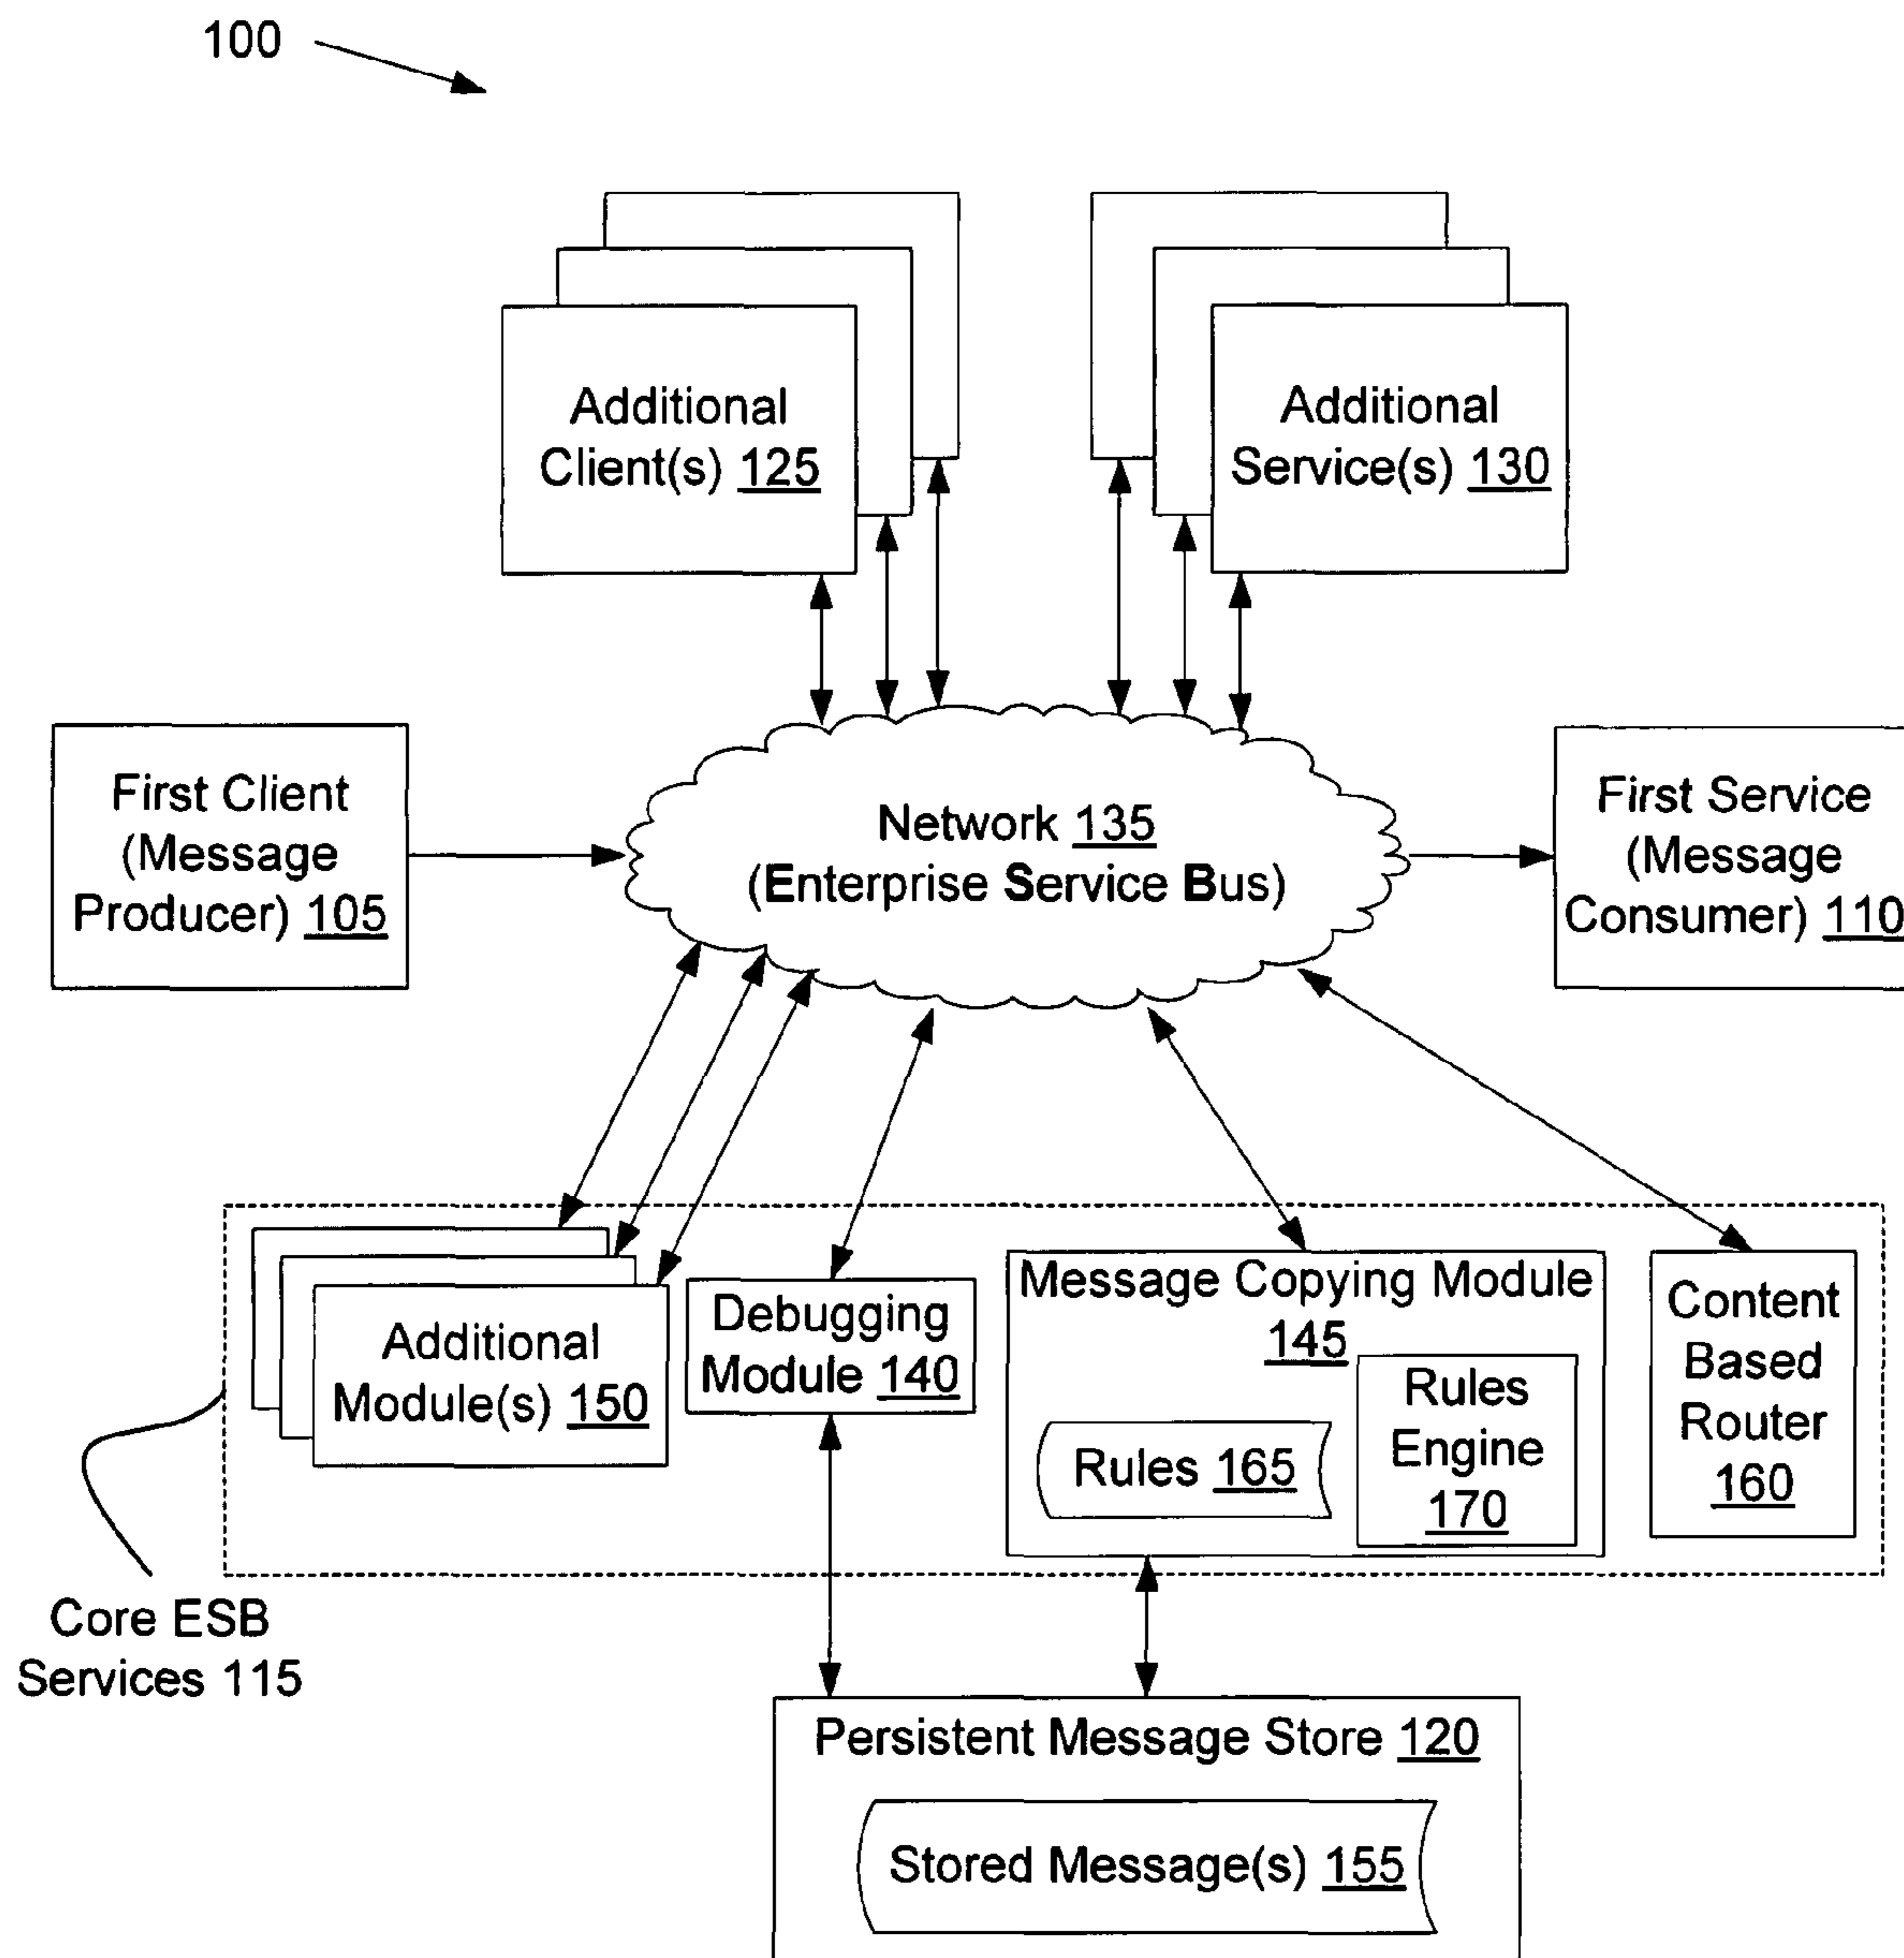 100
Additional
Client(s) 125
Additional
Service(s) 130
First Client
(Message
Producer) 105
Network 135
(Enterprise Service Bus)
First Service
(Message
Consumer) 110
Additional
Module(s) 150
Debugging
Module 140
Message Copying Module
145
Rules 165
Rules
Engine
170
Content
Based
Router
160
Core ESB
Services 115
Persistent Message Store 120
Stored Message(s) 155